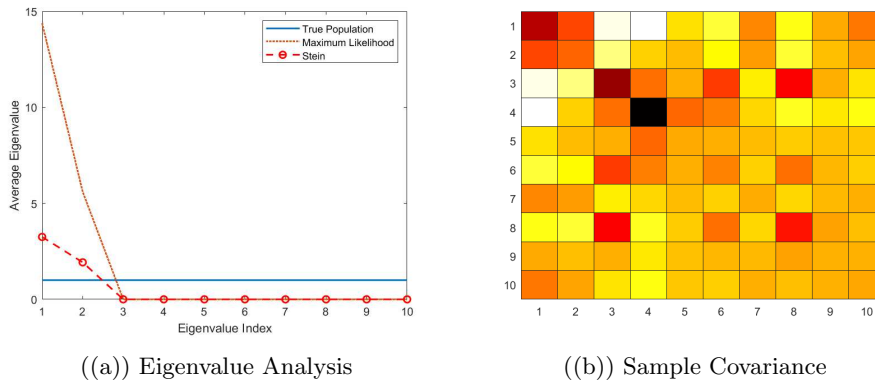 15
10
5
0
1 2 3 4 5 6 7 8 9 10
Average Eigenvalue
Eigenvalue Index
True Population
Maximum Likelihood
Stein
1
2
3
4
5
6
7
8
9
10
1 2 3 4 5 6 7 8 9 10
((a)) Eigenvalue Analysis
((b)) Sample Covariance